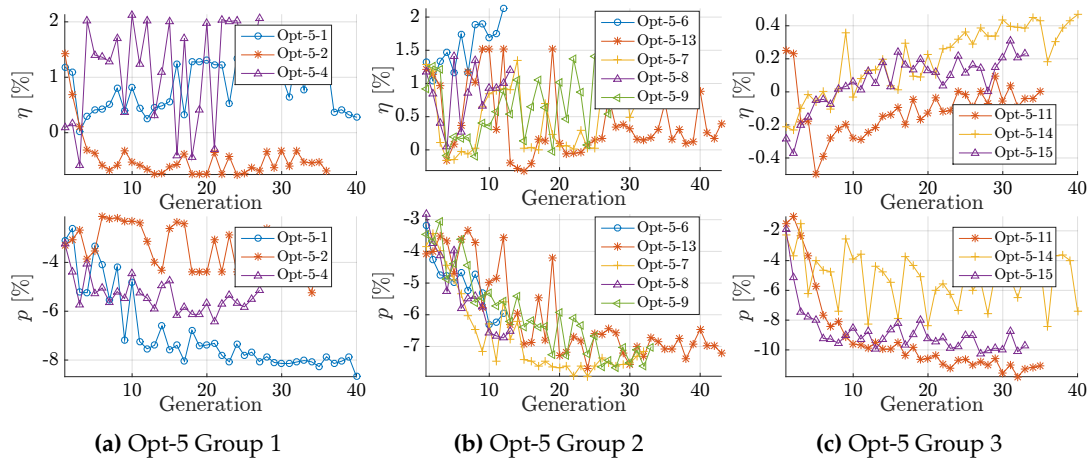 η [%]
2
1.5
1
0.5
0
Opt-5-1
Opt-5-2
Opt-5-4
10 20 30 40
Generation
η [%]
2
1.5
1
0.5
0
Opt-5-6
Opt-5-13
Opt-5-7
Opt-5-8
Opt-5-9
10 20 30 40
Generation
η [%]
0.4
0.2
0
-0.2
-0.4
Opt-5-11
Opt-5-14
Opt-5-15
10 20 30 40
Generation
p [%]
-4
-6
-8
Opt-5-1
Opt-5-2
Opt-5-4
10 20 30 40
Generation
p [%]
-3
-4
-5
-6
-7
Opt-5-6
Opt-5-13
Opt-5-7
Opt-5-8
Opt-5-9
10 20 30 40
Generation
p [%]
-2
-4
-6
-8
-10
Opt-5-11
Opt-5-14
Opt-5-15
10 20 30 40
Generation
(a) Opt-5 Group 1
(b) Opt-5 Group 2
(c) Opt-5 Group 3